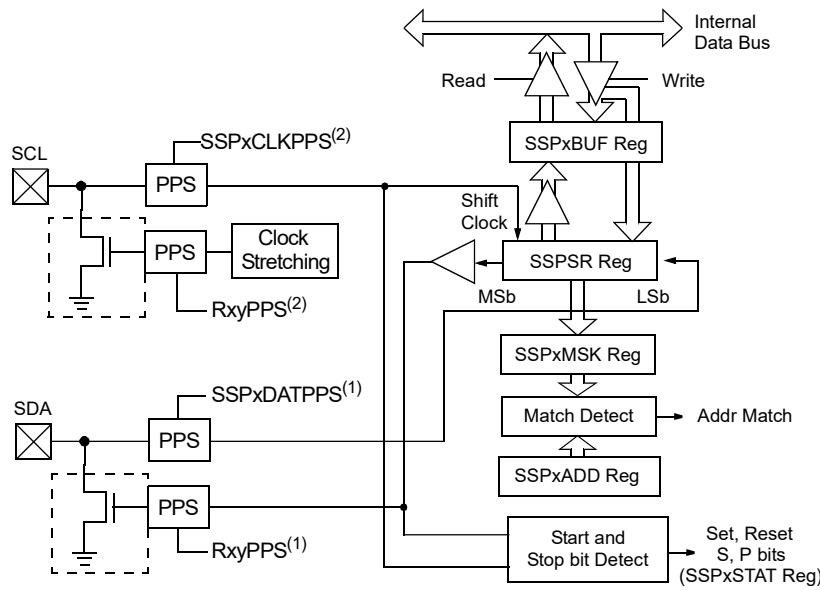 Internal
Data Bus
Read
Write
SSPxBUF Reg
SSPxCLKPPS(2)
SCL
PPS
Shift
Clock
PPS
Clock
Stretching
SSPSR Reg
MSb
LSb
RxyPPS(2)
SSPxMSK Reg
SSPxDATPPS(1)
SDA
PPS
Match Detect
Addr Match
SSPxADD Reg
PPS
RxyPPS(1)
Start and
Stop bit Detect
Set, Reset
S, P bits
(SSPxSTAT Reg)